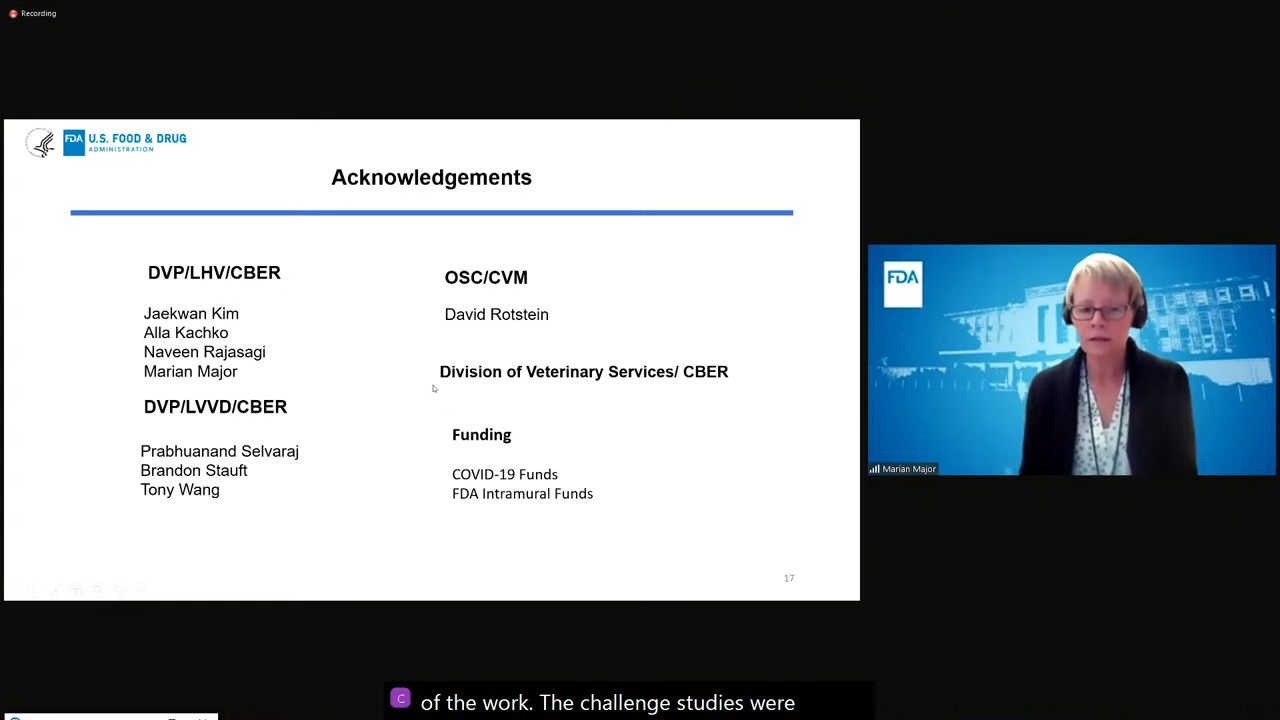 Recording
FDA U.S. FOOD & DRUG
ADMINISTRATION
Acknowledgements
DVP/LHV/CBER
Jaekwan Kim
Alla Kachko
Naveen Rajasagi
Marian Major
DVP/LVVD/CBER
Prabhuanand Selvaraj
Brandon Stauft
Tony Wang
OSC/CVM
David Rotstein
Division of Veterinary Services/ CBER
Funding
COVID-19 Funds
FDA Intramural Funds
17
FDA
Marian Major
C of the work. The challenge studies were